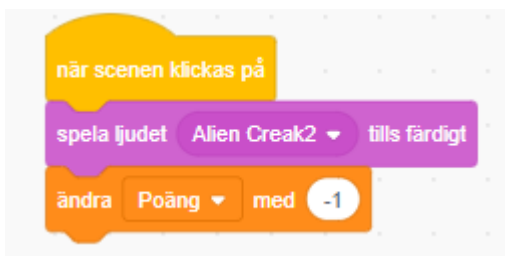 när scenen klickas på
spela ljudet Alien Creak2 tills färdigt
ändra Poäng med -1